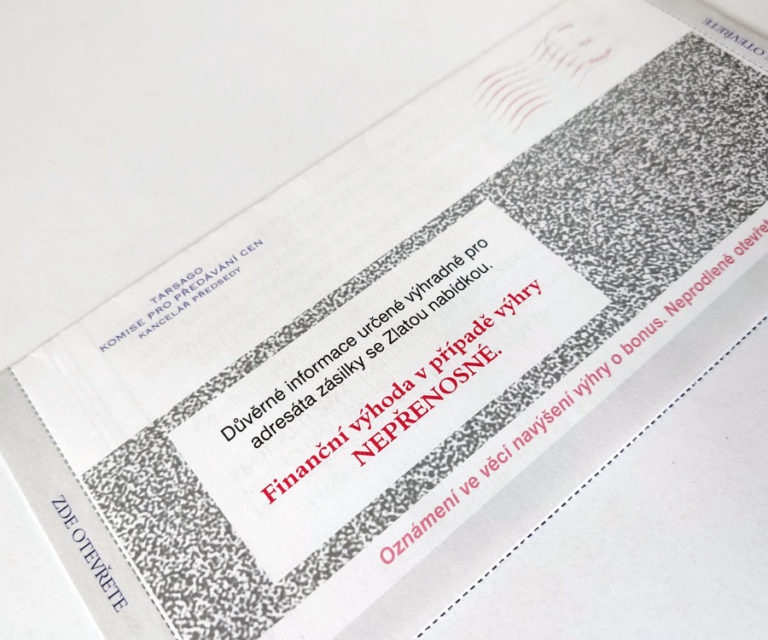 TARSAGO
KOMISE PRO PŘEDÁVÁNÍ CEN
KANCELÁŘ PŘEDSEDY
Důvěrné informace určené výhradně pro
adresáta zásilky se Zlatou nabídkou.
Finanční výhoda v případě výhry
NEPŘENOSNÉ.
Oznámení ve věci navýšení výhry o bonus. Neprodleně otevřet
ZDE OTEVŘETE
E OTEVŘETE